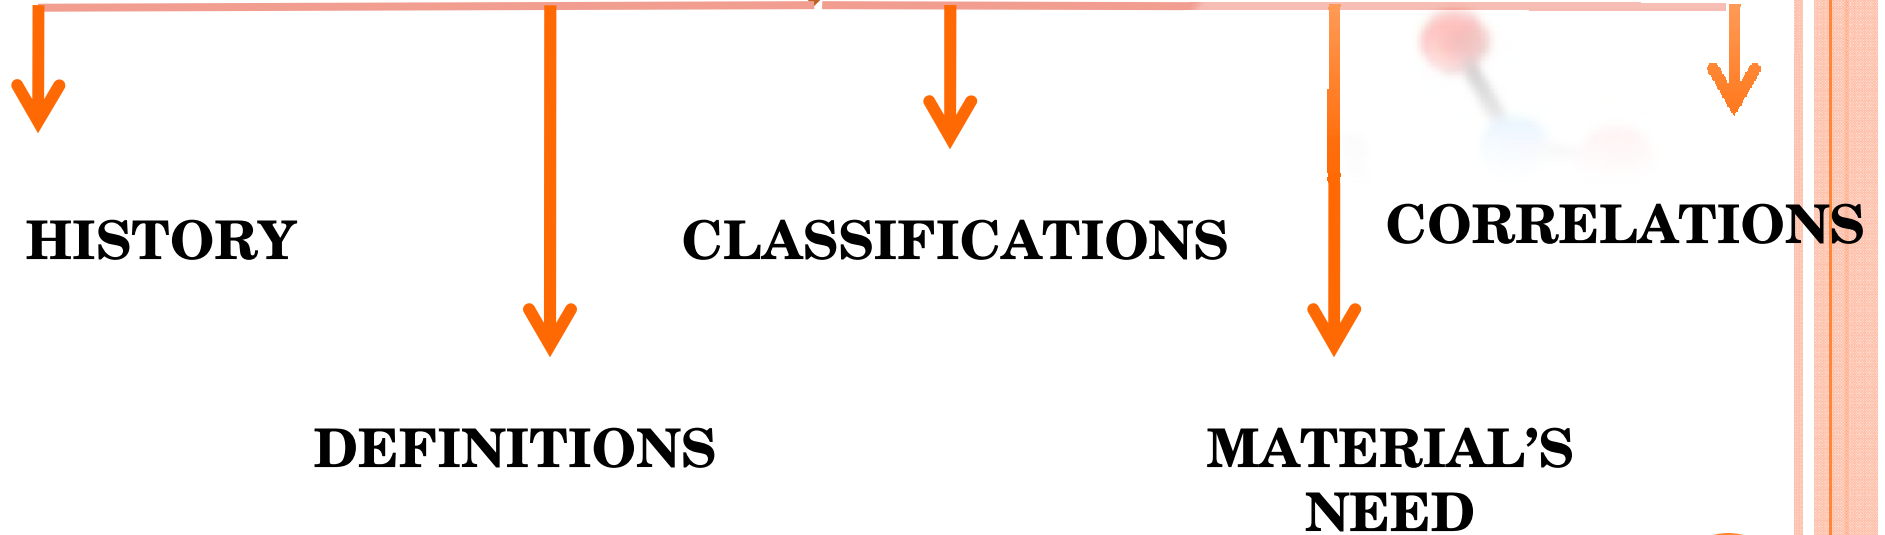 HISTORY
CLASSIFICATIONS
CORRELATIONS
DEFINITIONS
MATERIAL’S
NEED